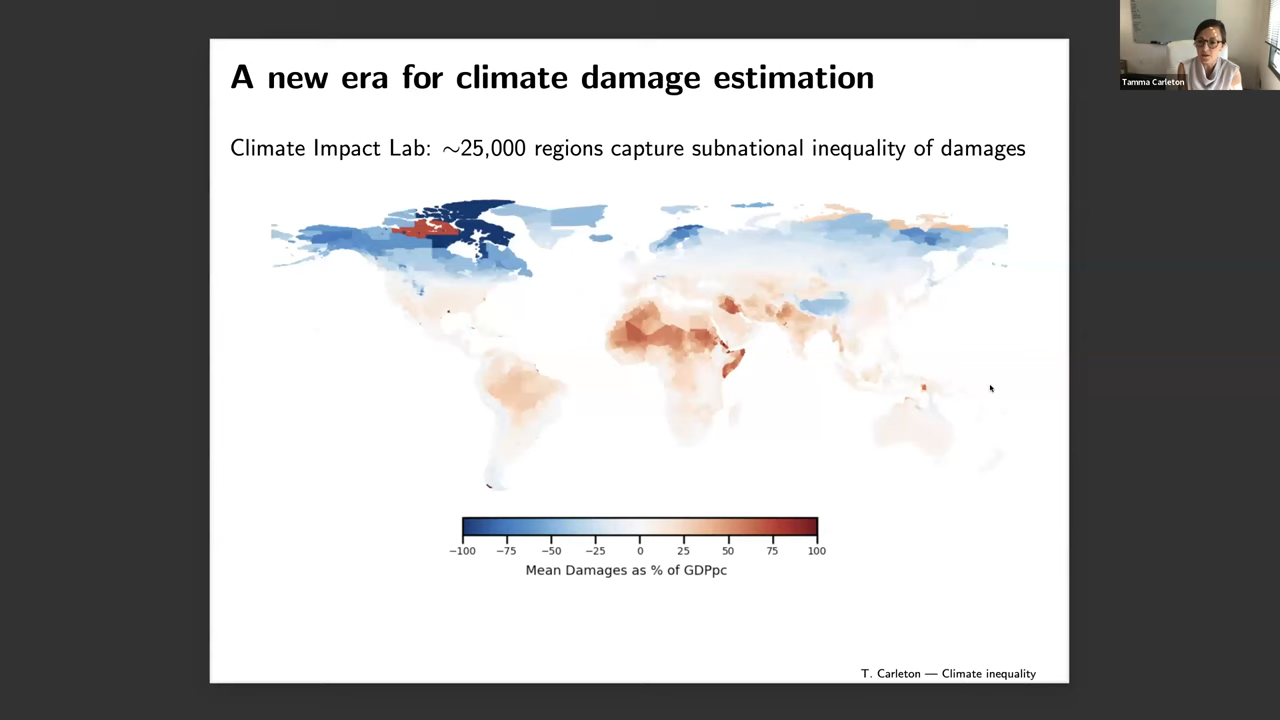 A new era for climate damage estimation
Tamma Carleton
Climate Impact Lab: ~25,000 regions capture subnational inequality of damages
−100 −75 −50 −25 0 25 50 75 100
Mean Damages as % of GDPpc
T. Carleton — Climate inequality